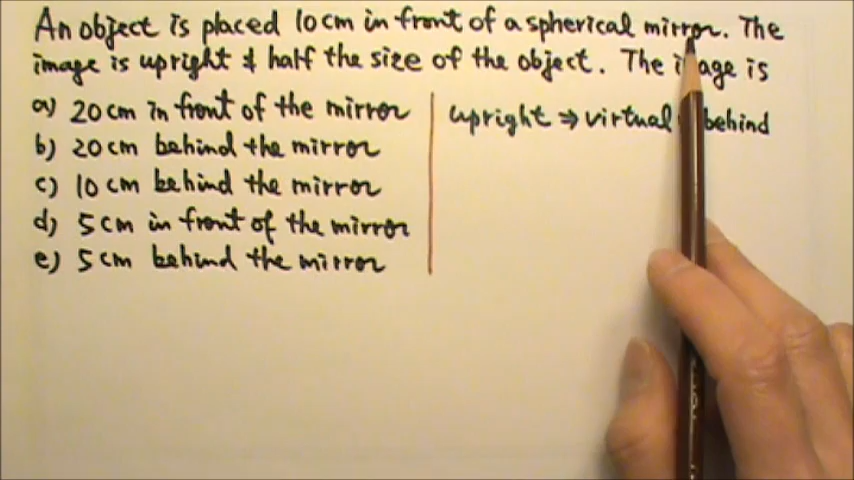 An object is placed 10cm in front of a spherical mirror. The
image is upright & half the size of the object. The image is
a) 20cm in front of the mirror
b) 20cm behind the mirror
c) 10cm behind the mirror
d) 5cm in front of the mirror
e) 5cm behind the mirror
upright ⇒ virtual behind